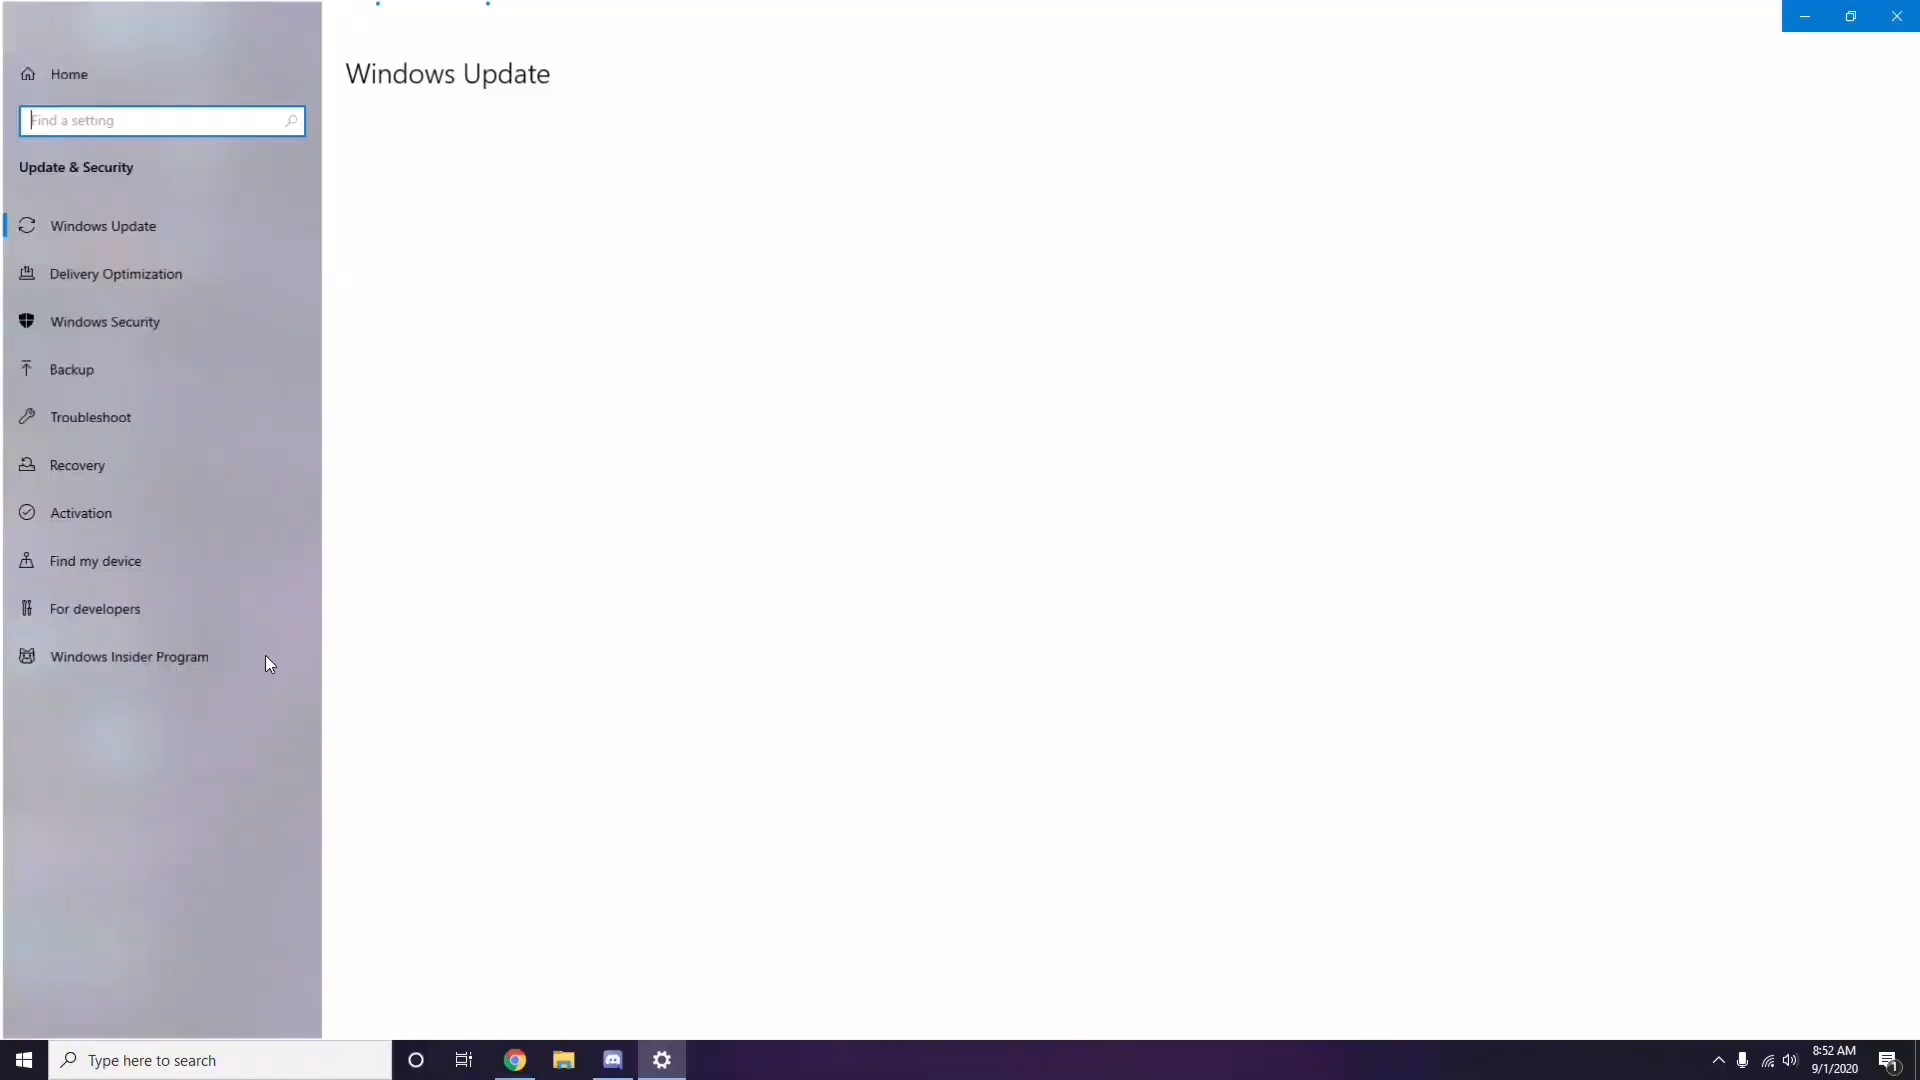 Home
Windows Update
Find a setting
Update & Security
Windows Update
Delivery Optimization
Windows Security
Backup
Troubleshoot
Recovery
Activation
Find my device
For developers
Windows Insider Program
Type here to search
8:52 AM
9/1/2020
1